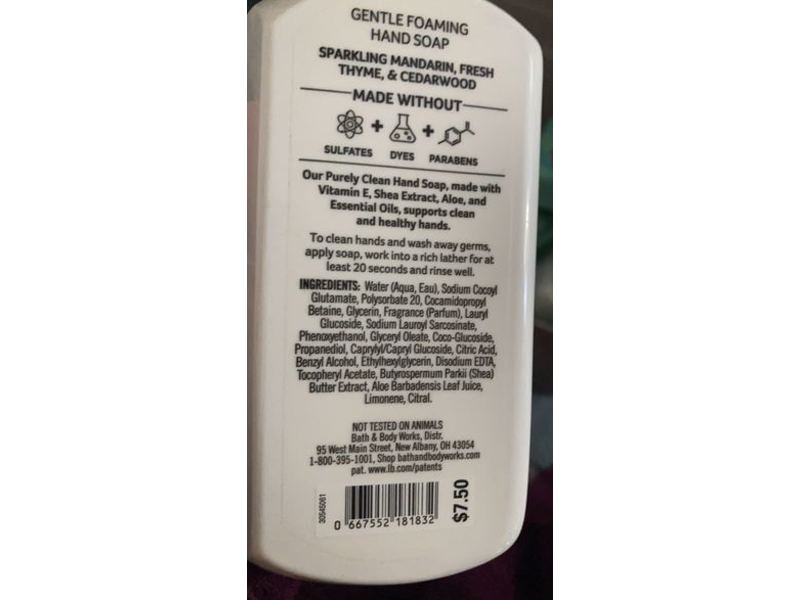 GENTLE FOAMING
HAND SOAP
SPARKLING MANDARIN, FRESH
THYME, & CEDARWOOD
MADE WITHOUT
+ +
SULFATES DYES PARABENS
Our Purely Clean Hand Soap, made with
Vitamin E, Shea Extract, Aloe, and
Essential Oils, supports clean
and healthy hands.
To clean hands and wash away germs,
apply soap, work into a rich lather for at
least 20 seconds and rinse well.
INGREDIENTS: Water (Aqua, Eau), Sodium Cocoyl
Glutamate, Polysorbate 20, Cocamidopropyl
Betaine, Glycerin, Fragrance (Parfum), Lauryl
Glucoside, Sodium Lauroyl Sarcosinate,
Phenoxyethanol, Glyceryl Oleate, Coco-Glucoside,
Propanediol, Caprylyl/Capryl Glucoside, Citric Acid,
Benzyl Alcohol, Ethylhexylglycerin, Disodium EDTA,
Tocopheryl Acetate, Butyrospermum Parkii (Shea)
Butter Extract, Aloe Barbadensis Leaf Juice,
Limonene, Citral.
NOT TESTED ON ANIMALS
Bath & Body Works, Distr.
95 West Main Street, New Albany, OH 43054
1-800-395-1001, Shop bathandbodyworks.com
pat. www.lb.com/patents
30545061
0 667552 181832
$7.50